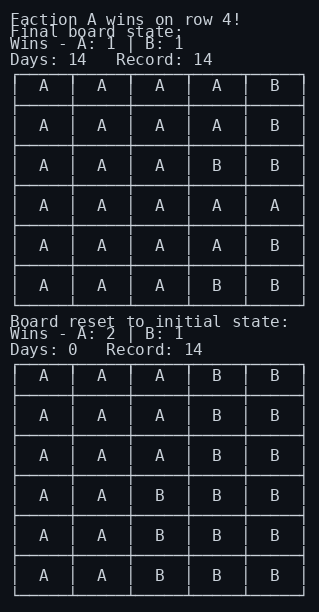 Faction A wins on row 4!
Final board state:
Wins - A: 1 | B: 1
Days: 14   Record: 14
A A A A B
A A A A B
A A A B B
A A A A A
A A A A B
A A A B B
Board reset to initial state:
Wins - A: 2 | B: 1
Days: 0   Record: 14
A A A B B
A A A B B
A A A B B
A A B B B
A A B B B
A A B B B